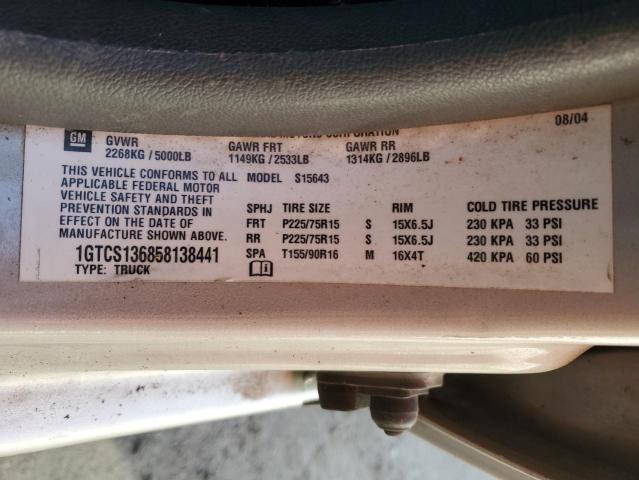 MOTORS CORPORATION 08/04
GM GVWR GAWR FRT GAWR RR
2268KG / 5000LB 1149KG / 2533LB 1314KG / 2896LB
THIS VEHICLE CONFORMS TO ALL MODEL S15643
APPLICABLE FEDERAL MOTOR
VEHICLE SAFETY AND THEFT
PREVENTION STANDARDS IN
EFFECT ON THE DATE OF
MANUFACTURE SHOWN ABOVE.
SPHJ TIRE SIZE RIM COLD TIRE PRESSURE
FRT P225/75R15 S 15X6.5J 230 KPA 33 PSI
RR P225/75R15 S 15X6.5J 230 KPA 33 PSI
SPA T155/90R16 M 16X4T 420 KPA 60 PSI
1GTCS136858138441
TYPE: TRUCK